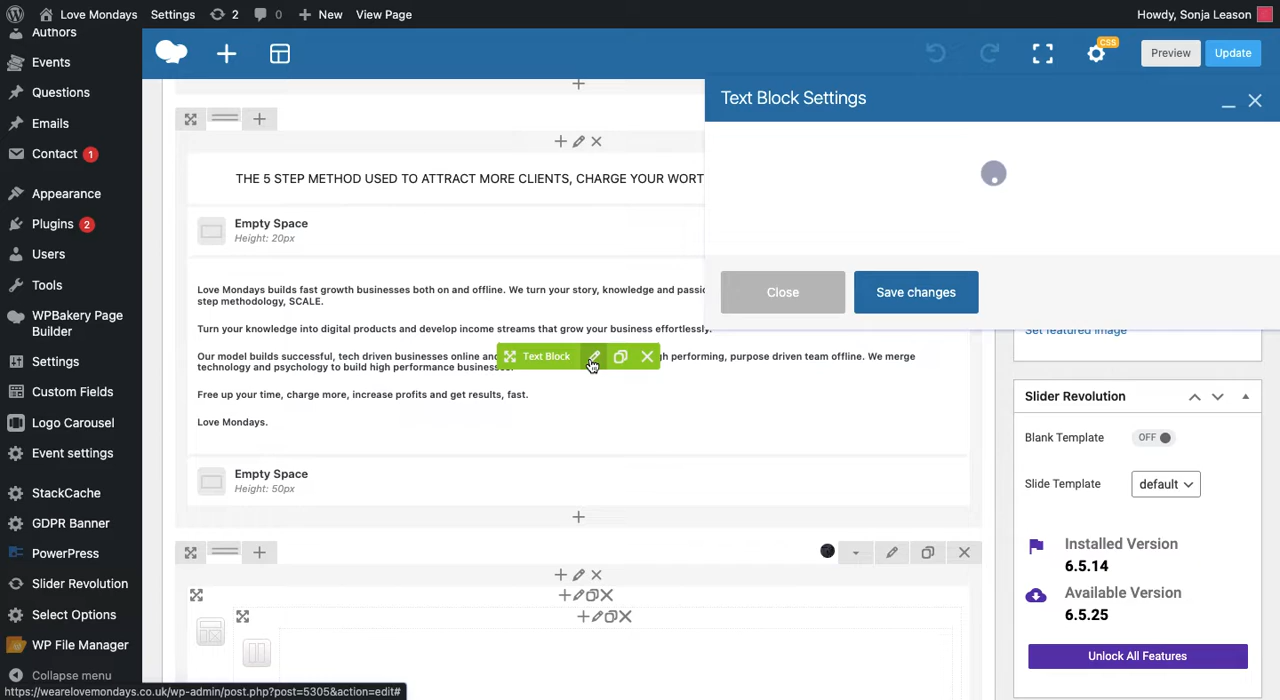 Love Mondays Settings 2 0 New View Page Howdy, Sonja Leason
Authors
Events
Questions
Emails
Contact 1
Appearance
Plugins 2
Users
Tools
WPBakery Page
Builder
Settings
Custom Fields
Logo Carousel
Event settings
StackCache
GDPR Banner
PowerPress
Slider Revolution
Select Options
WP File Manager
Collapse menu
https://wearelovemondays.co.uk/wp-admin/post.php?post=5305&action=edit#
CSS
Preview Update
Text Block Settings
Close Save changes
THE 5 STEP METHOD USED TO ATTRACT MORE CLIENTS, CHARGE YOUR WORT
Empty Space
Height: 20px
Love Mondays builds fast growth businesses both on and offline. We turn your story, knowledge and passio
step methodology, SCALE.
Turn your knowledge into digital products and develop income streams that grow your business effortlessly.
Text Block
Our model builds successful, tech driven businesses online and gh performing, purpose driven team offline. We merge
technology and psychology to build high performance businesses.
Free up your time, charge more, increase profits and get results, fast.
Love Mondays.
Empty Space
Height: 50px
Set featured image
Slider Revolution
Blank Template OFF
Slide Template default
Installed Version
6.5.14
Available Version
6.5.25
Unlock All Features